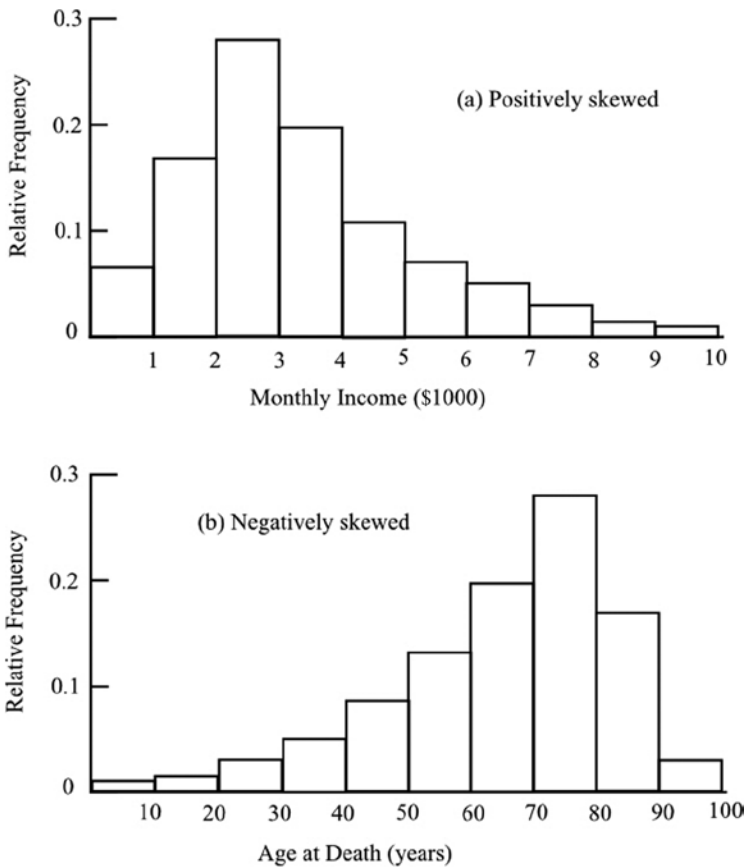 0.3
(a) Positively skewed
0.2
Relative Frequency
0.1
0
1 2 3 4 5 6 7 8 9 10
Monthly Income ($1000)
0.3
(b) Negatively skewed
0.2
Relative Frequency
0.1
0
10 20 30 40 50 60 70 80 90 100
Age at Death (years)